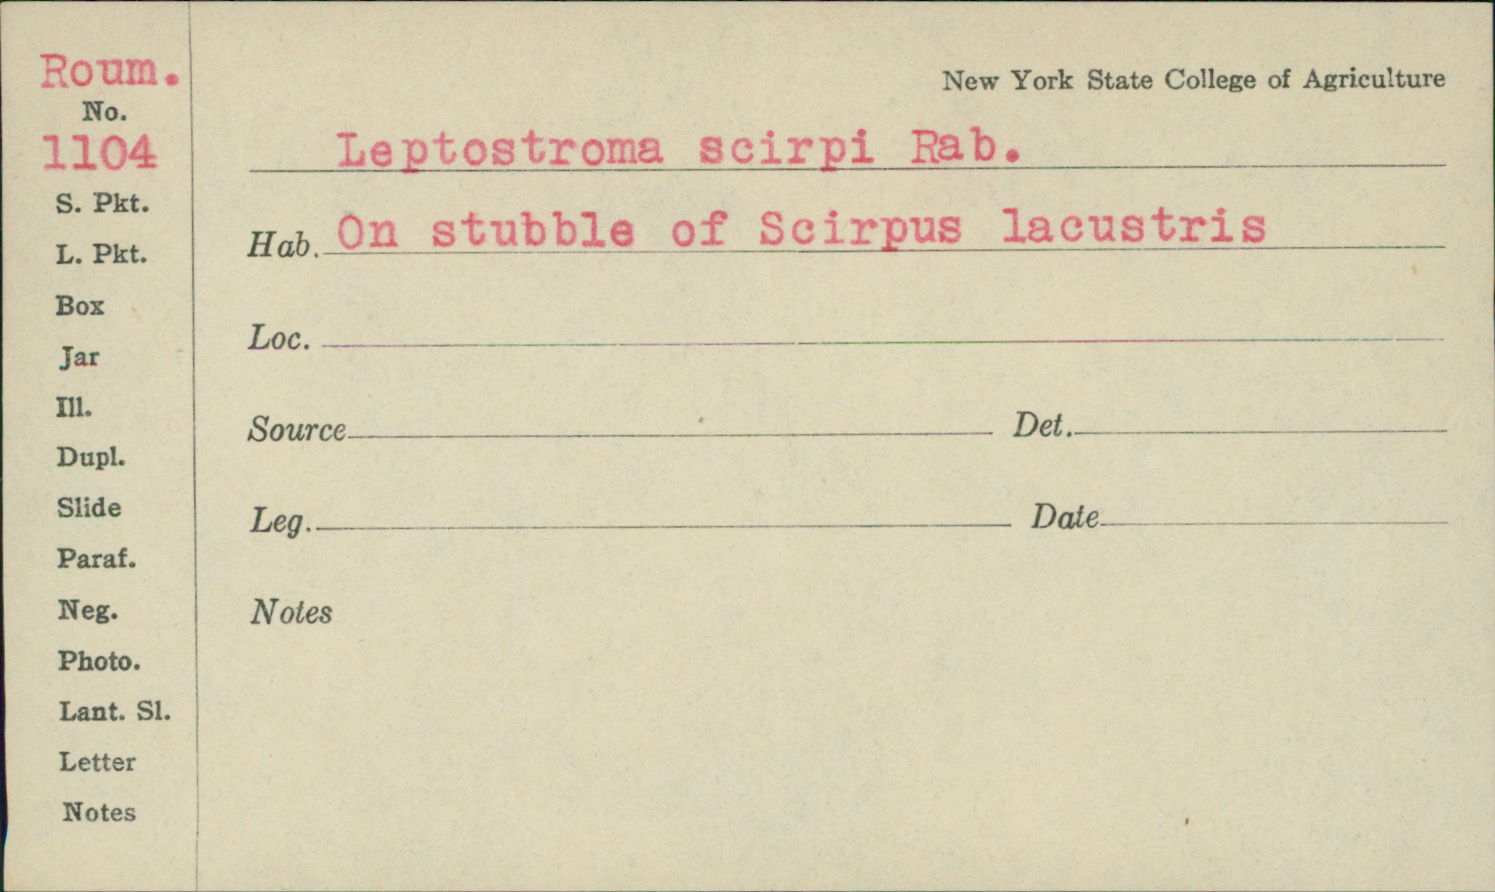 Roum.
No.
1104
S. Pkt.
L. Pkt.
Box
Jar
Ill.
Dupl.
Slide
Paraf.
Neg.
Photo.
Lant. Sl.
Letter
Notes
New York State College of Agriculture
Leptostroma scirpi Rab.
Hab. On stubble of Scirpus lacustris
Loc.
Source Det.
Leg. Date
Notes